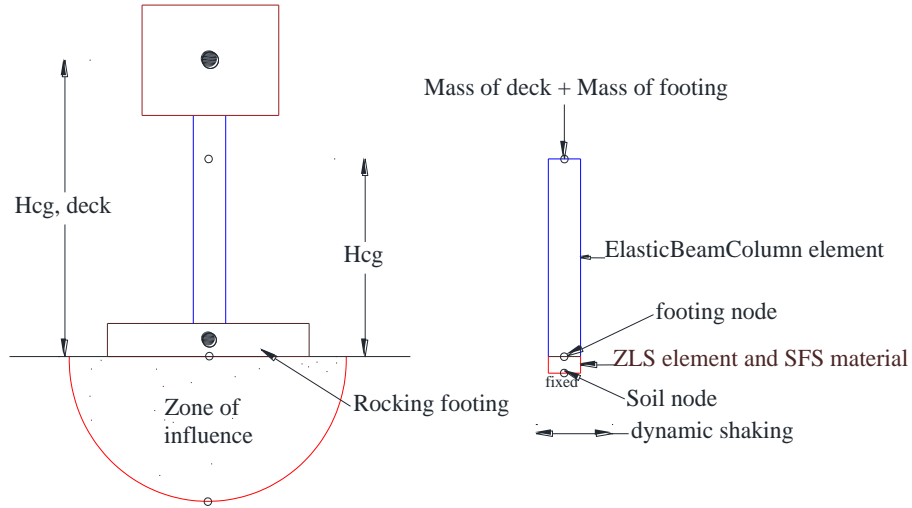 Hcg, deck
Hcg
Zone of
influence
Rocking footing
Mass of deck + Mass of footing
ElasticBeamColumn element
footing node
ZLS element and SFS material
fixed
Soil node
dynamic shaking